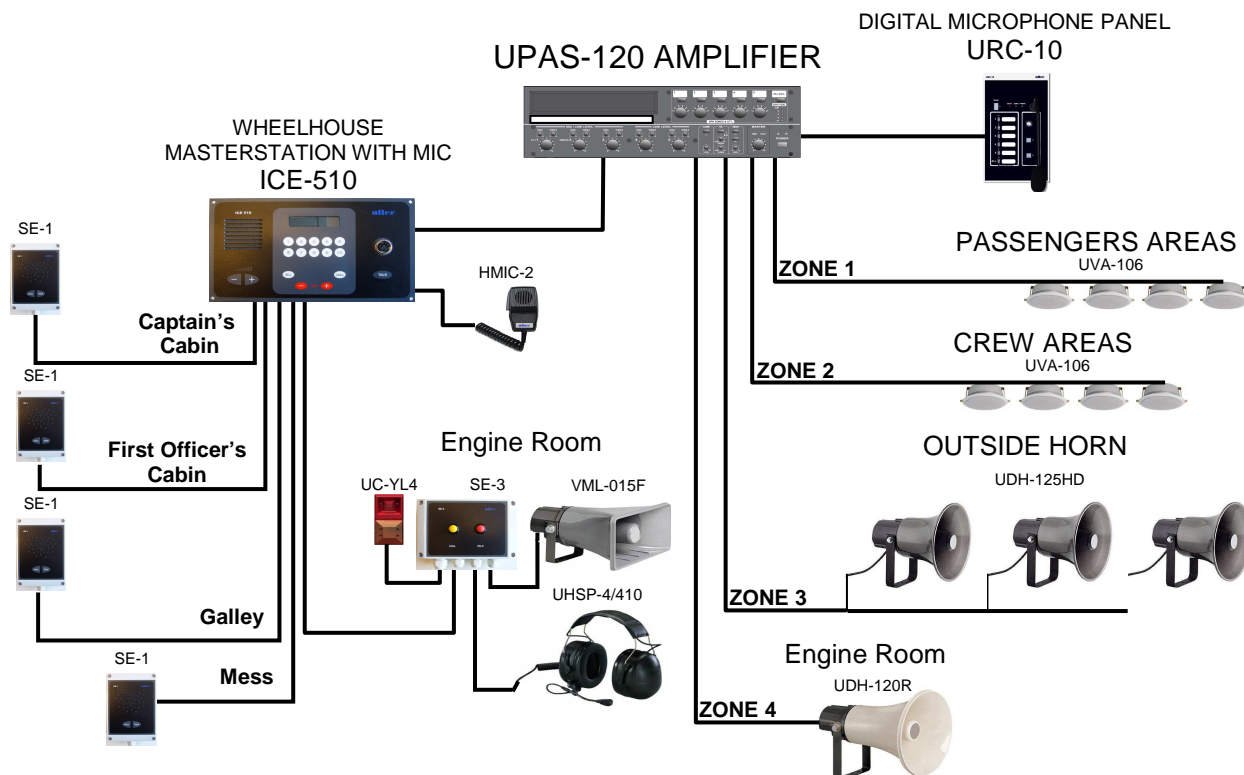 DIGITAL MICROPHONE PANEL
URC-10
UPAS-120 AMPLIFIER
WHEELHOUSE
MASTERSTATION WITH MIC
ICE-510
SE-1
HMIC-2
Captain's
Cabin
SE-1
First Officer's
Cabin
SE-1
Galley
SE-1
Mess
Engine Room
UC-YL4
SE-3
VML-015F
UHSP-4/410
PASSENGERS AREAS
UVA-106
ZONE 1
CREW AREAS
UVA-106
ZONE 2
OUTSIDE HORN
UDH-125HD
ZONE 3
Engine Room
UDH-120R
ZONE 4